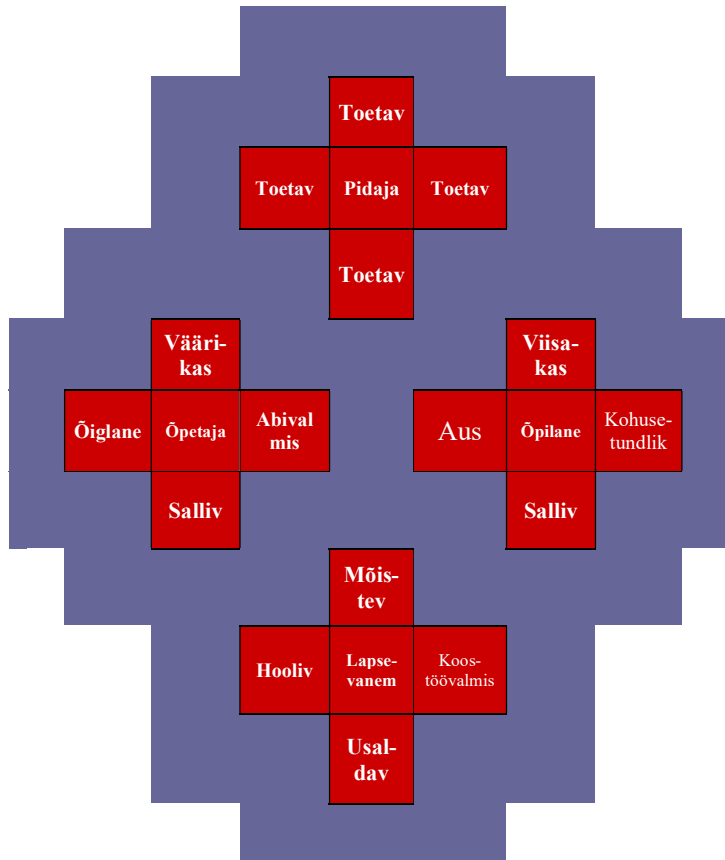 Toetav
Toetav Pidaja Toetav
Toetav
Vääri-
kas
Õiglane Õpetaja Abival
mis
Salliv
Viisa-
kas
Aus Õpilane Kohuse-
tundlik
Salliv
Mõis-
tev
Hooliv Lapse-
vanem Koos-
töövalmis
Usal-
dav